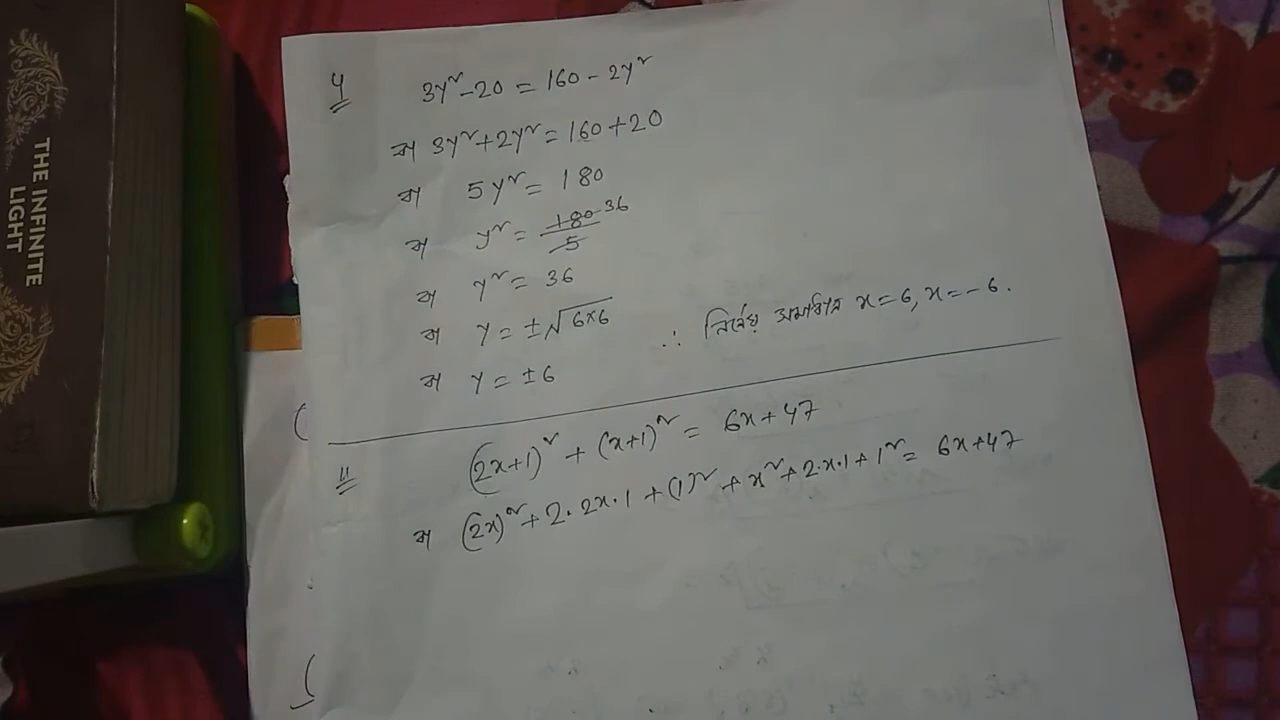 THE INFINITE
LIGHT
3y² - 20 = 160 - 2y²
বা 3y² + 2y² = 160 + 20
বা 5y² = 180
বা y² = 180/5 36
বা y² = 36
বা y = ±√6×6
বা y = ±6
∴ নির্ণেয় সমাধান x = 6, x = -6.
ii (2x+1)² + (x+1)² = 6x + 47
বা (2x)² + 2·2x·1 + (1)² + x² + 2·x·1 + 1² = 6x + 47